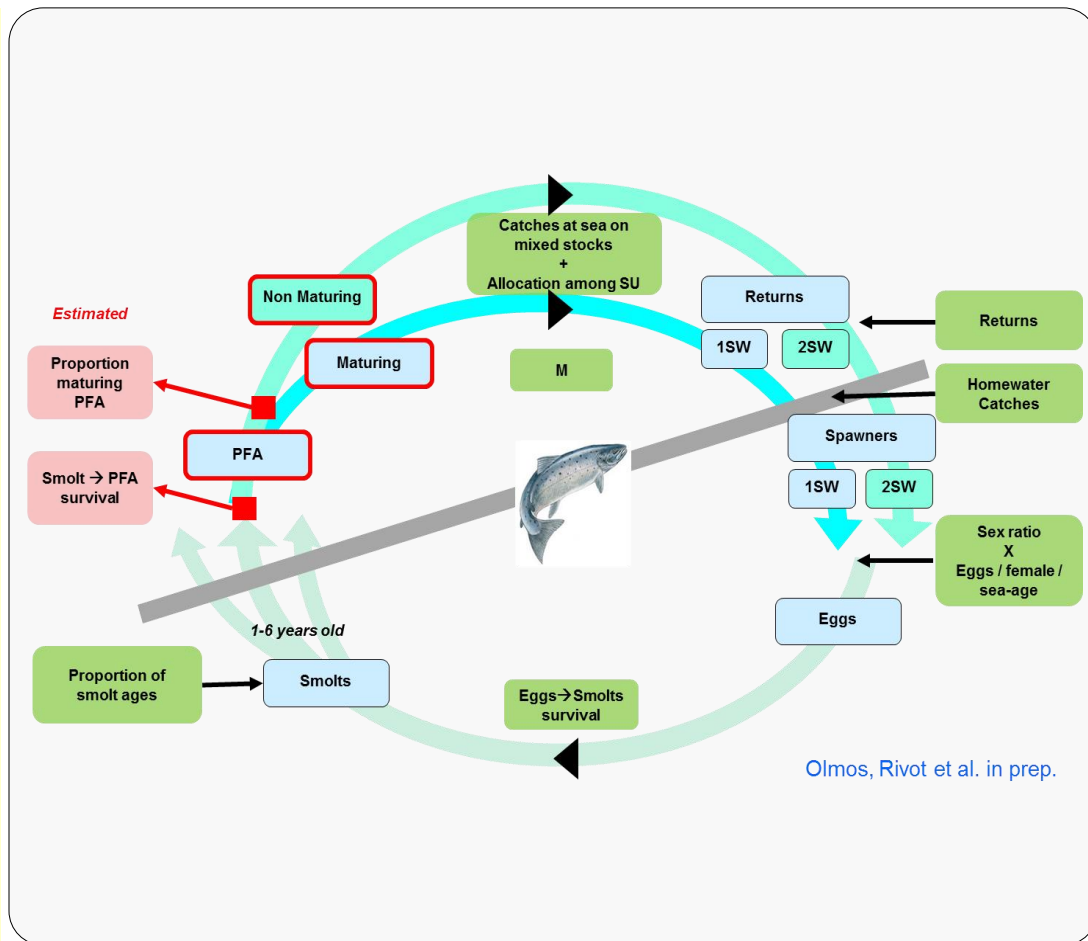 Catches at sea on
mixed stocks
+
Allocation among SU
Non Maturing
Returns
1SW
2SW
Returns
Estimated
Proportion
maturing
PFA
Maturing
M
Homewater
Catches
PFA
Spawners
1SW
2SW
Smolt → PFA
survival
Sex ratio
X
Eggs / female /
sea-age
Eggs
1-6 years old
Proportion of
smolt ages
Smolts
Eggs→Smolts
survival
Olmos, Rivot et al. in prep.